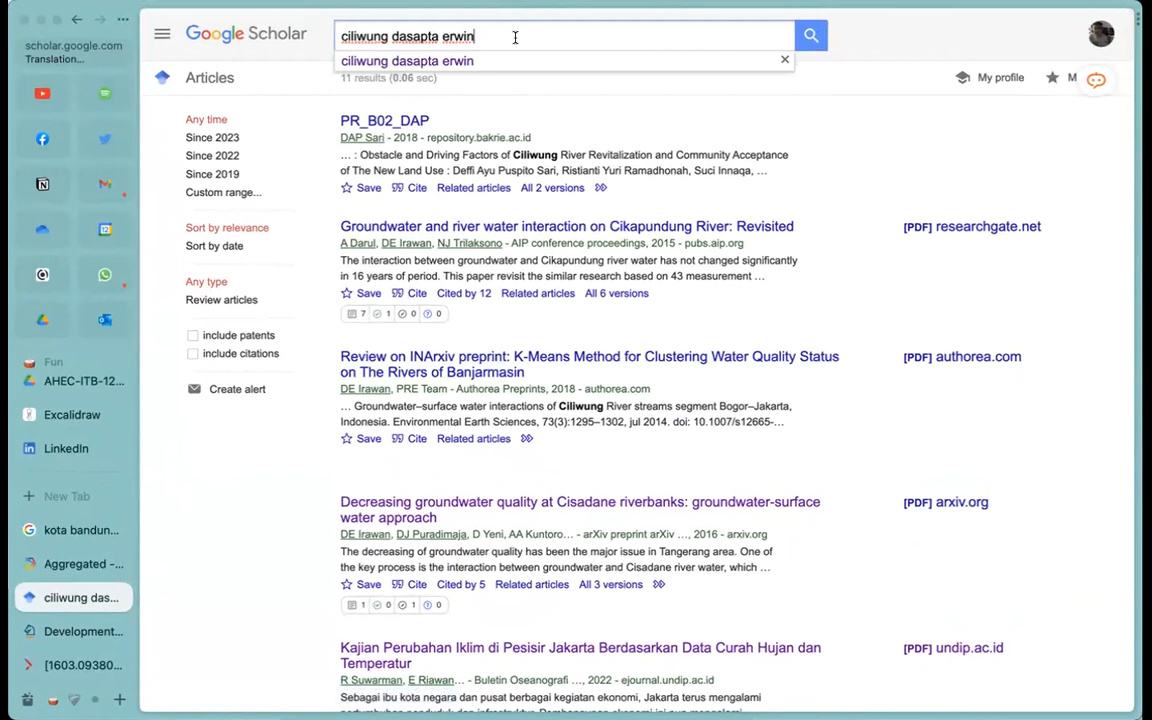 scholar.google.com
Translation...
Fun
AHEC-ITB-12...
Excalidraw
LinkedIn
New Tab
kota bandun...
Aggregated -...
ciliwung das...
Development...
[1603.09380...
Google Scholar
ciliwung dasapta erwin
ciliwung dasapta erwin
Articles
11 results (0.06 sec)
My profile
M
Any time
Since 2023
Since 2022
Since 2019
Custom range...
Sort by relevance
Sort by date
Any type
Review articles
include patents
include citations
Create alert
PR_B02_DAP
DAP Sari - 2018 - repository.bakrie.ac.id
... : Obstacle and Driving Factors of Ciliwung River Revitalization and Community Acceptance
of The New Land Use : Deffi Ayu Puspito Sari, Ristianti Yuri Ramadhonah, Suci Innaqa, ...
Save Cite Related articles All 2 versions
Groundwater and river water interaction on Cikapundung River: Revisited
[PDF] researchgate.net
A Darul, DE Irawan, NJ Trilaksono - AIP conference proceedings, 2015 - pubs.aip.org
The interaction between groundwater and Cikapundung river water has not changed significantly
in 16 years of period. This paper revisit the similar research based on 43 measurement ...
Save Cite Cited by 12 Related articles All 6 versions
7 1 0 0
Review on INArxiv preprint: K-Means Method for Clustering Water Quality Status
on The Rivers of Banjarmasin
[PDF] authorea.com
DE Irawan, PRE Team - Authorea Preprints, 2018 - authorea.com
... Groundwater–surface water interactions of Ciliwung River streams segment Bogor–Jakarta,
Indonesia. Environmental Earth Sciences, 73(3):1295–1302, jul 2014. doi: 10.1007/s12665-...
Save Cite Related articles
Decreasing groundwater quality at Cisadane riverbanks: groundwater-surface
water approach
[PDF] arxiv.org
DE Irawan, DJ Puradimaja, D Yeni, AA Kuntoro... - arXiv preprint arXiv ..., 2016 - arxiv.org
The decreasing of groundwater quality has been the major issue in Tangerang area. One of
the key process is the interaction between groundwater and Cisadane river water, which ...
Save Cite Cited by 5 Related articles All 3 versions
1 0 1 0
Kajian Perubahan Iklim di Pesisir Jakarta Berdasarkan Data Curah Hujan dan
Temperatur
[PDF] undip.ac.id
R Suwarman, E Riawan... - Buletin Oseanografi ..., 2022 - ejournal.undip.ac.id
Sebagai ibu kota negara dan pusat berbagai kegiatan ekonomi, Jakarta terus mengalami